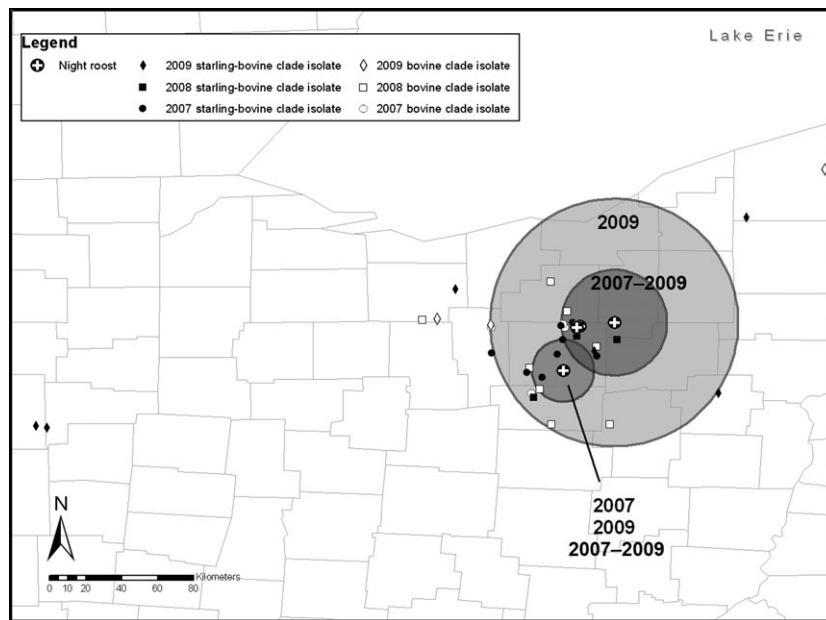 Lake Erie
Legend
Night roost
2009 starling-bovine clade isolate
2009 bovine clade isolate
2008 starling-bovine clade isolate
2008 bovine clade isolate
2007 starling-bovine clade isolate
2007 bovine clade isolate
2009
2007–2009
2007
2009
2007–2009
N
Kilometers
0 5 10 20 40 60 80